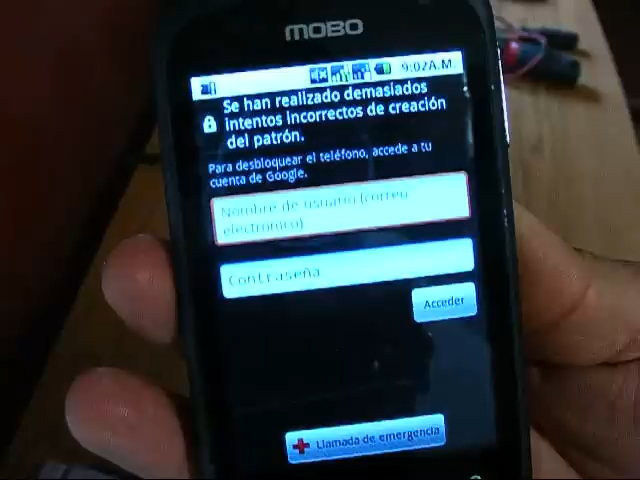 MOBO
9:02A.M.
Se han realizado demasiados
intentos incorrectos de creación
del patrón.
Para desbloquear el teléfono, accede a tu
cuenta de Google.
Nombre de usuario (correo
electrónico)
Contraseña
Acceder
Llamada de emergencia